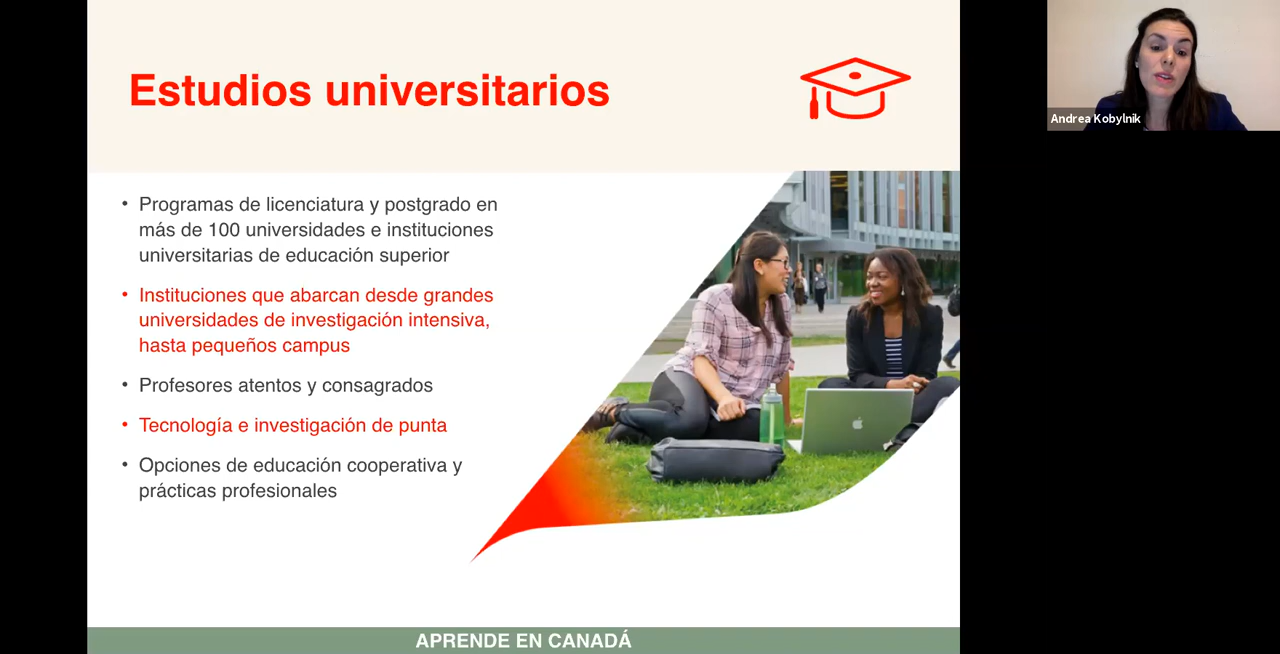 Estudios universitarios
• Programas de licenciatura y postgrado en
más de 100 universidades e instituciones
universitarias de educación superior
• Instituciones que abarcan desde grandes
universidades de investigación intensiva,
hasta pequeños campus
• Profesores atentos y consagrados
• Tecnología e investigación de punta
• Opciones de educación cooperativa y
prácticas profesionales
APRENDE EN CANADÁ
Andrea Kobylnik